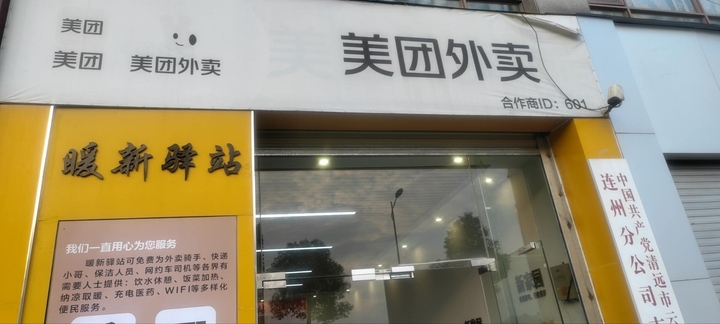 美团
美团
美团外卖
美团外卖
合作商ID：601
暖新驿站
我们一直用心为您服务
暖新驿站可免费为外卖骑手、快递
小哥、保洁人员、网约车司机等各界有
需要人士提供：饮水休憩、饭菜加热、
纳凉取暖、充电医药、WIFI等多样化
便民服务。
中国共产党清远市云
连州分公司支